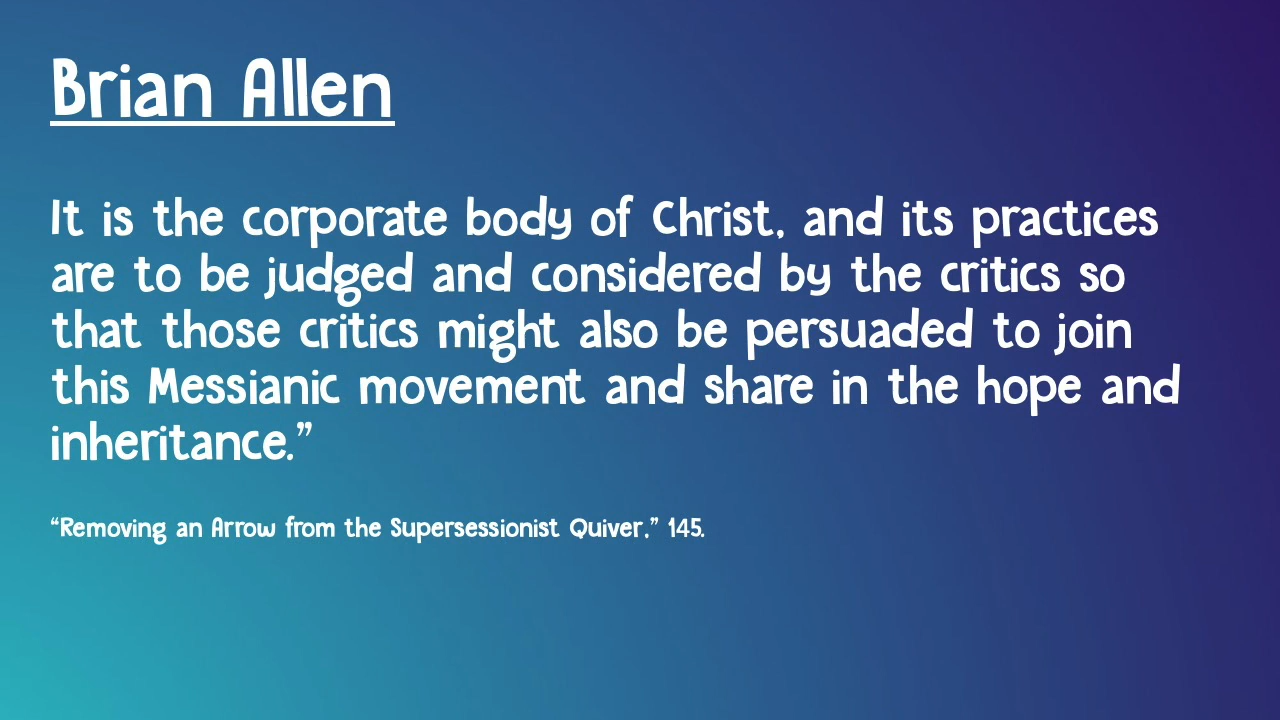 Brian Allen
It is the corporate body of Christ, and its practices
are to be judged and considered by the critics so
that those critics might also be persuaded to join
this Messianic movement and share in the hope and
inheritance.”
“Removing an Arrow from the Supersessionist Quiver,” 145.